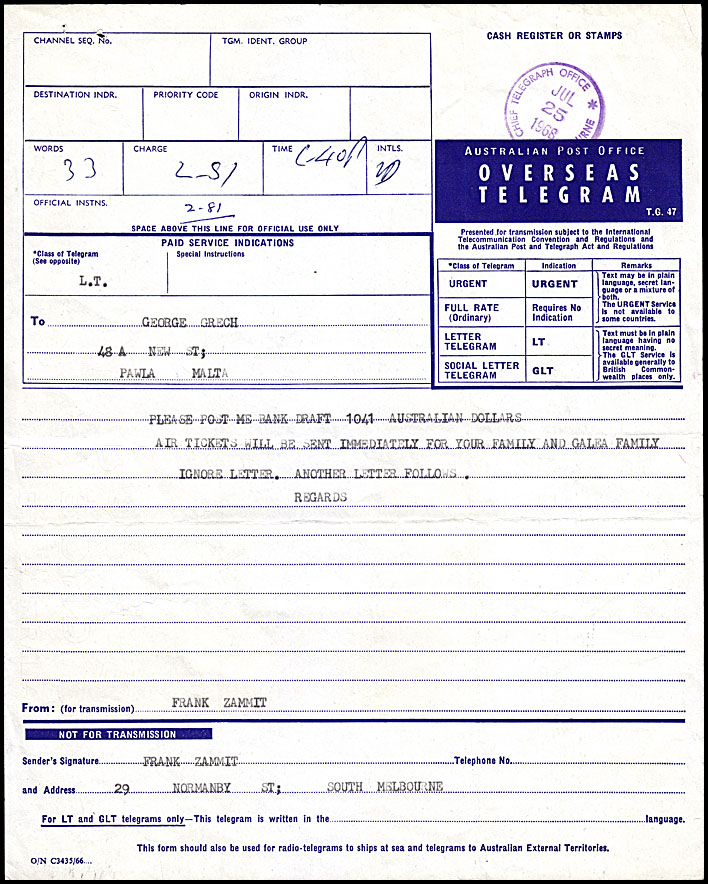 CHANNEL SEQ. No.
TGM. IDENT. GROUP
CASH REGISTER OR STAMPS
CHIEF TELEGRAPH OFFICE
JUL
25
1968
DESTINATION INDR.
PRIORITY CODE
ORIGIN INDR.
WORDS
33
CHARGE
2-81
TIME
INTLS.
OFFICIAL INSTNS.
2-81
SPACE ABOVE THIS LINE FOR OFFICIAL USE ONLY
AUSTRALIAN POST OFFICE
OVERSEAS
TELEGRAM
T.G. 47
Presented for transmission subject to the International
Telecommunication Convention and Regulations and
the Australian Post and Telegraph Act and Regulations
PAID SERVICE INDICATIONS
*Class of Telegram
(See opposite)
Special Instructions
L.T.
*Class of Telegram Indication Remarks
URGENT URGENT
Text may be in plain
language, secret lan-
guage or a mixture of
both.
The URGENT Service
is not available to
some countries.
FULL RATE
(Ordinary)
Requires No
Indication
LETTER
TELEGRAM
LT
Text must be in plain
language having no
secret meaning.
The GLT Service is
available generally to
British Common-
wealth places only.
SOCIAL LETTER
TELEGRAM
GLT
To GEORGE GRECH
48 A NEW ST;
PAWLA MALTA
PLEASE POST ME BANK DRAFT 1041 AUSTRALIAN DOLLARS
AIR TICKETS WILL BE SENT IMMEDIATELY FOR YOUR FAMILY AND GALEA FAMILY
IGNORE LETTER. ANOTHER LETTER FOLLOWS .
REGARDS
From: (for transmission) FRANK ZAMMIT
NOT FOR TRANSMISSION
Sender's Signature FRANK ZAMMIT Telephone No.
and Address 29 NORMANBY ST; SOUTH MELBOURNE
For LT and GLT telegrams only—This telegram is written in the language.
This form should also be used for radio-telegrams to ships at sea and telegrams to Australian External Territories.
O/N C3435/66